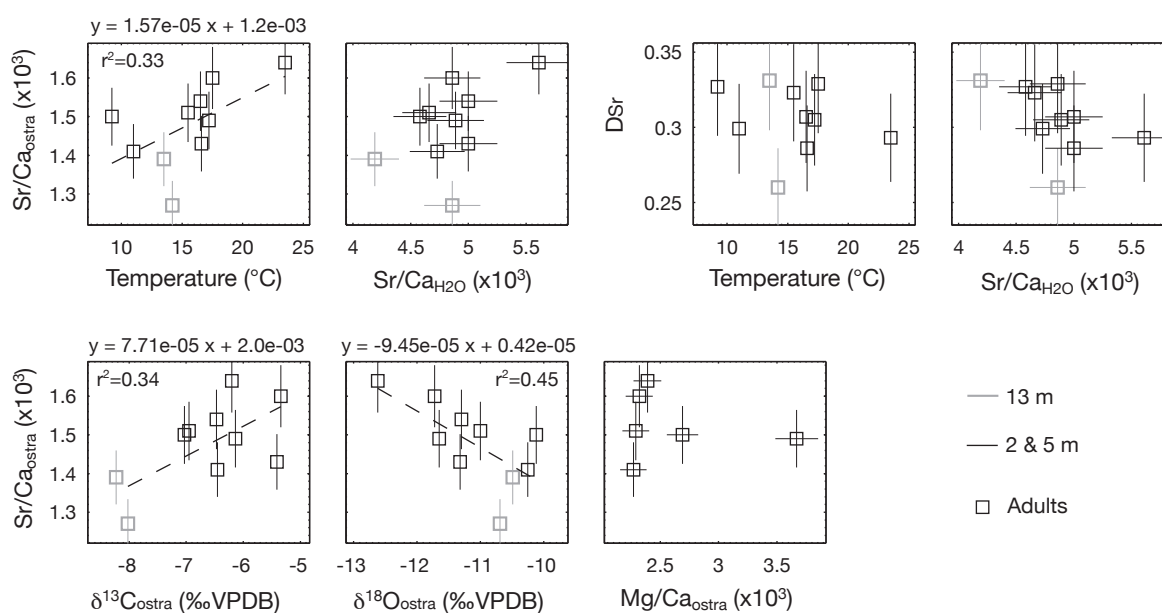 y = 1.57e-05 x + 1.2e-03
r²=0.33
Sr/Caostra (x10³)
1.6
1.5
1.4
1.3
10 15 20 25
Temperature (°C)
4 4.5 5 5.5
Sr/CaH2O (x10³)
0.35
0.3
0.25
DSr
10 15 20 25
Temperature (°C)
4 4.5 5 5.5
Sr/CaH2O (x10³)
y = 7.71e-05 x + 2.0e-03
r²=0.34
Sr/Caostra (x10³)
1.6
1.5
1.4
1.3
-8 -7 -6 -5
δ¹³Costra (‰VPDB)
y = -9.45e-05 x + 0.42e-05
r²=0.45
-13 -12 -11 -10
δ¹⁸Oostra (‰VPDB)
2.5 3.5
Mg/Caostra (x10³)
13 m
2 & 5 m
Adults